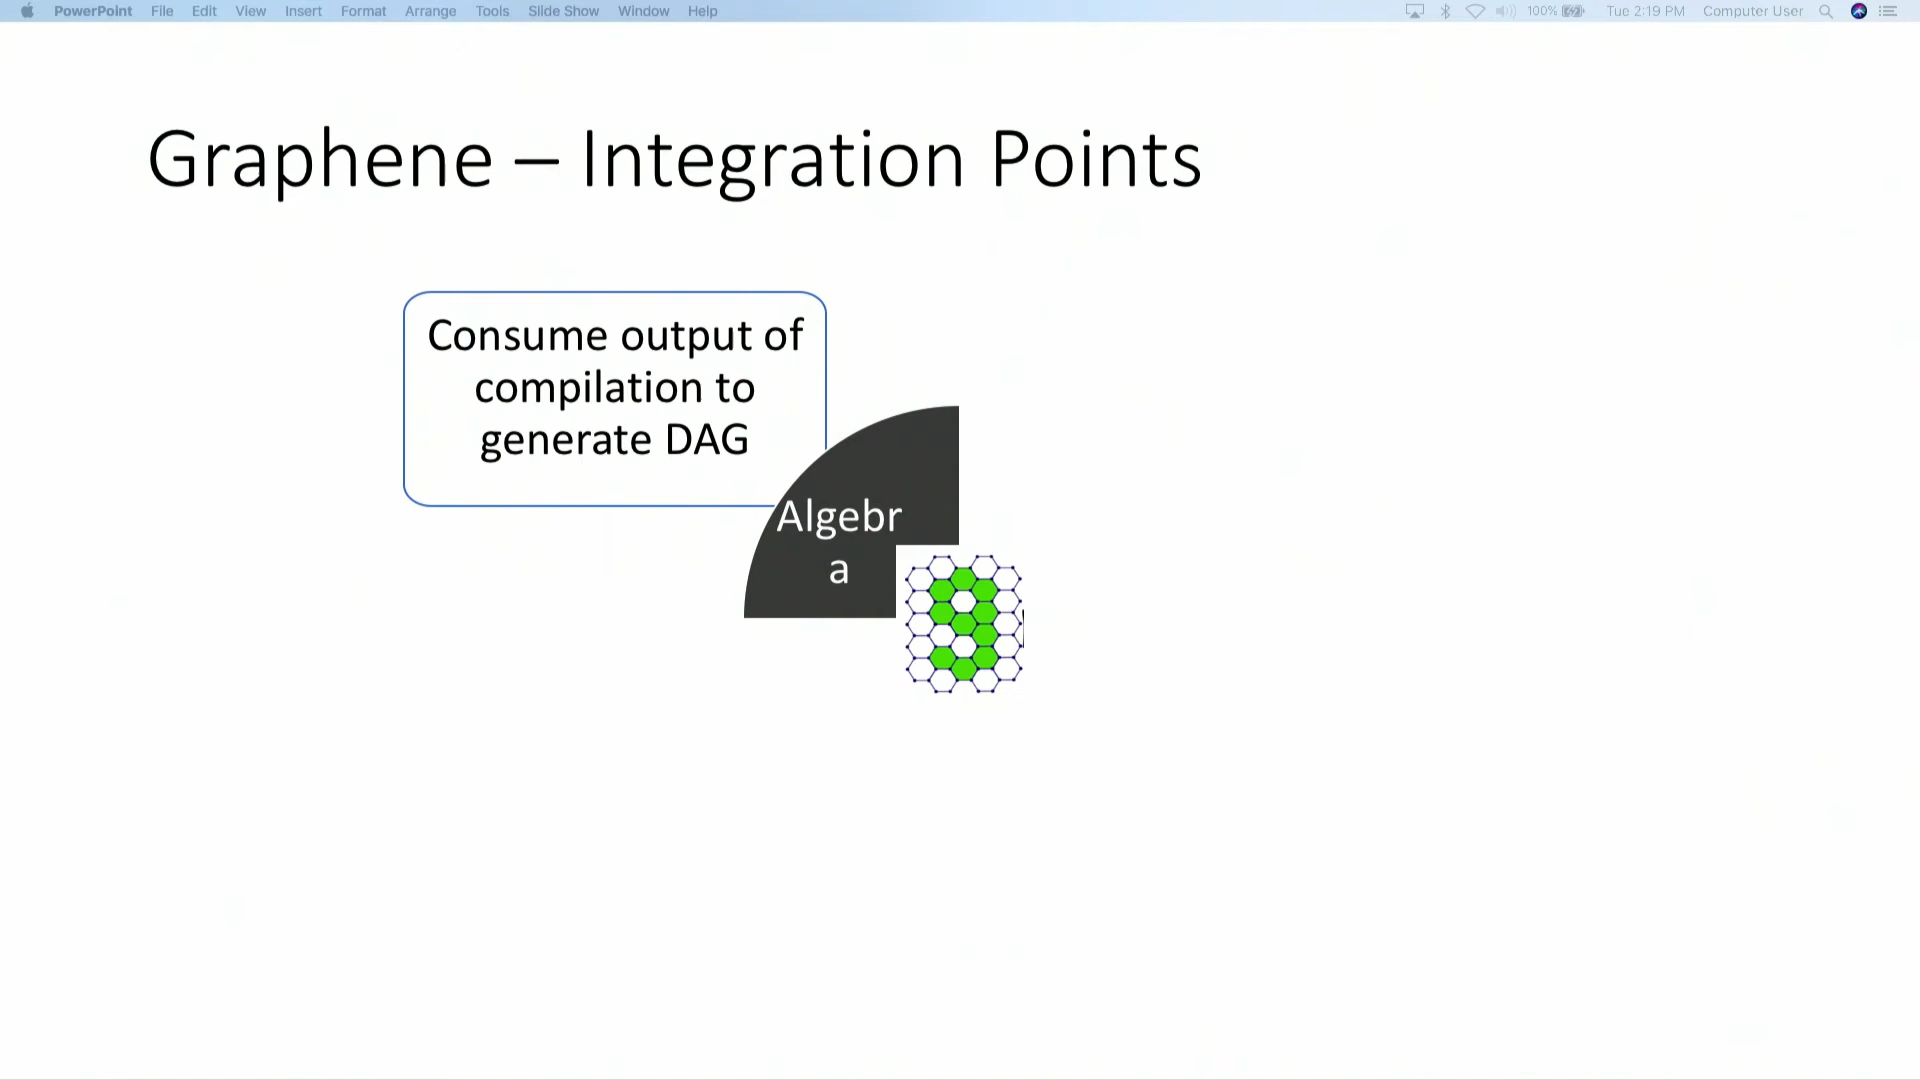 PowerPoint File Edit View Insert Format Arrange Tools Slide Show Window Help 100% Tue 2:19 PM Computer User
Graphene – Integration Points
Consume output of
compilation to
generate DAG
Algebr
a